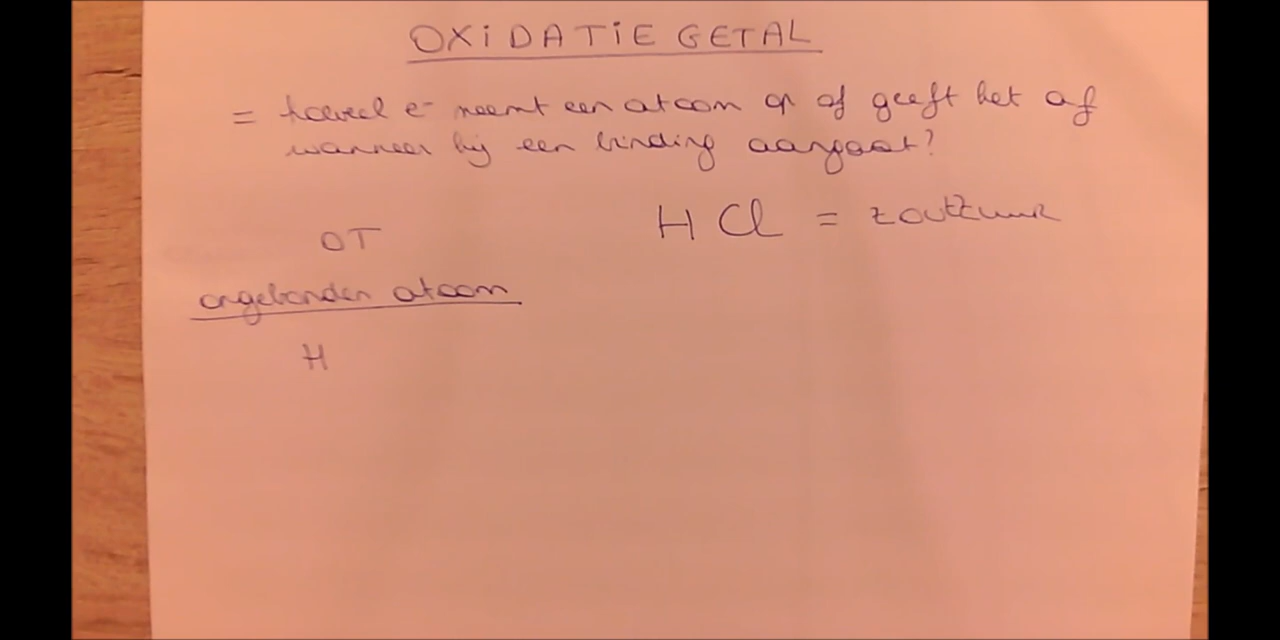 OXIDATIE GETAL
= hoeveel e- neemt een atoom op of geeft het af
wanneer hij een binding aangaat?
HCl = zoutzuur
OT
ongebonden atoom
H